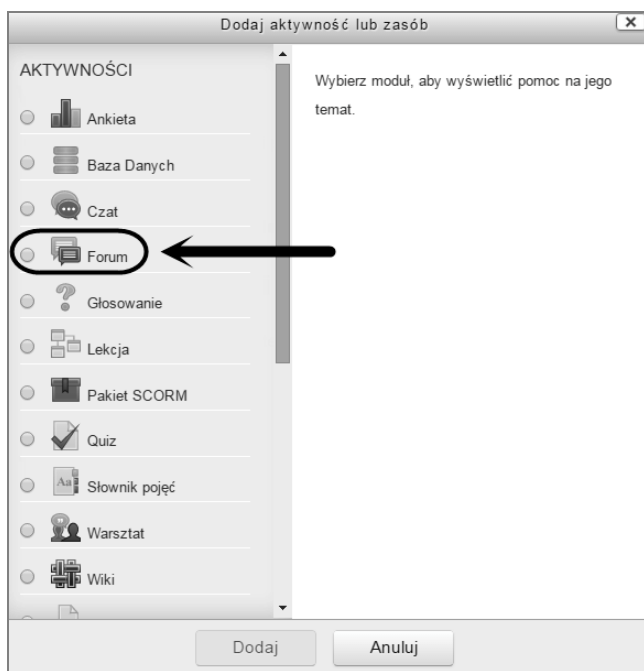 Dodaj aktywność lub zasób
AKTYWNOŚCI
Ankieta
Baza Danych
Czat
Forum
Głosowanie
Lekcja
Pakiet SCORM
Quiz
Aa
Słownik pojęć
Warsztat
Wiki
Wybierz moduł, aby wyświetlić pomoc na jego
temat.
Dodaj
Anuluj